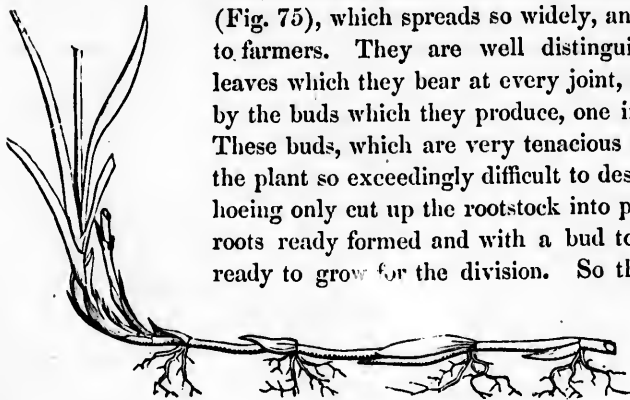 (Fig. 75), which spreads so widely, an
to farmers. They are well distingui
leaves which they bear at every joint,
by the buds which they produce, one i
These buds, which are very tenacious
the plant so exceedingly difficult to des
hoeing only cut up the rootstock into p
roots ready formed and with a bud to
ready to grow for the division. So th